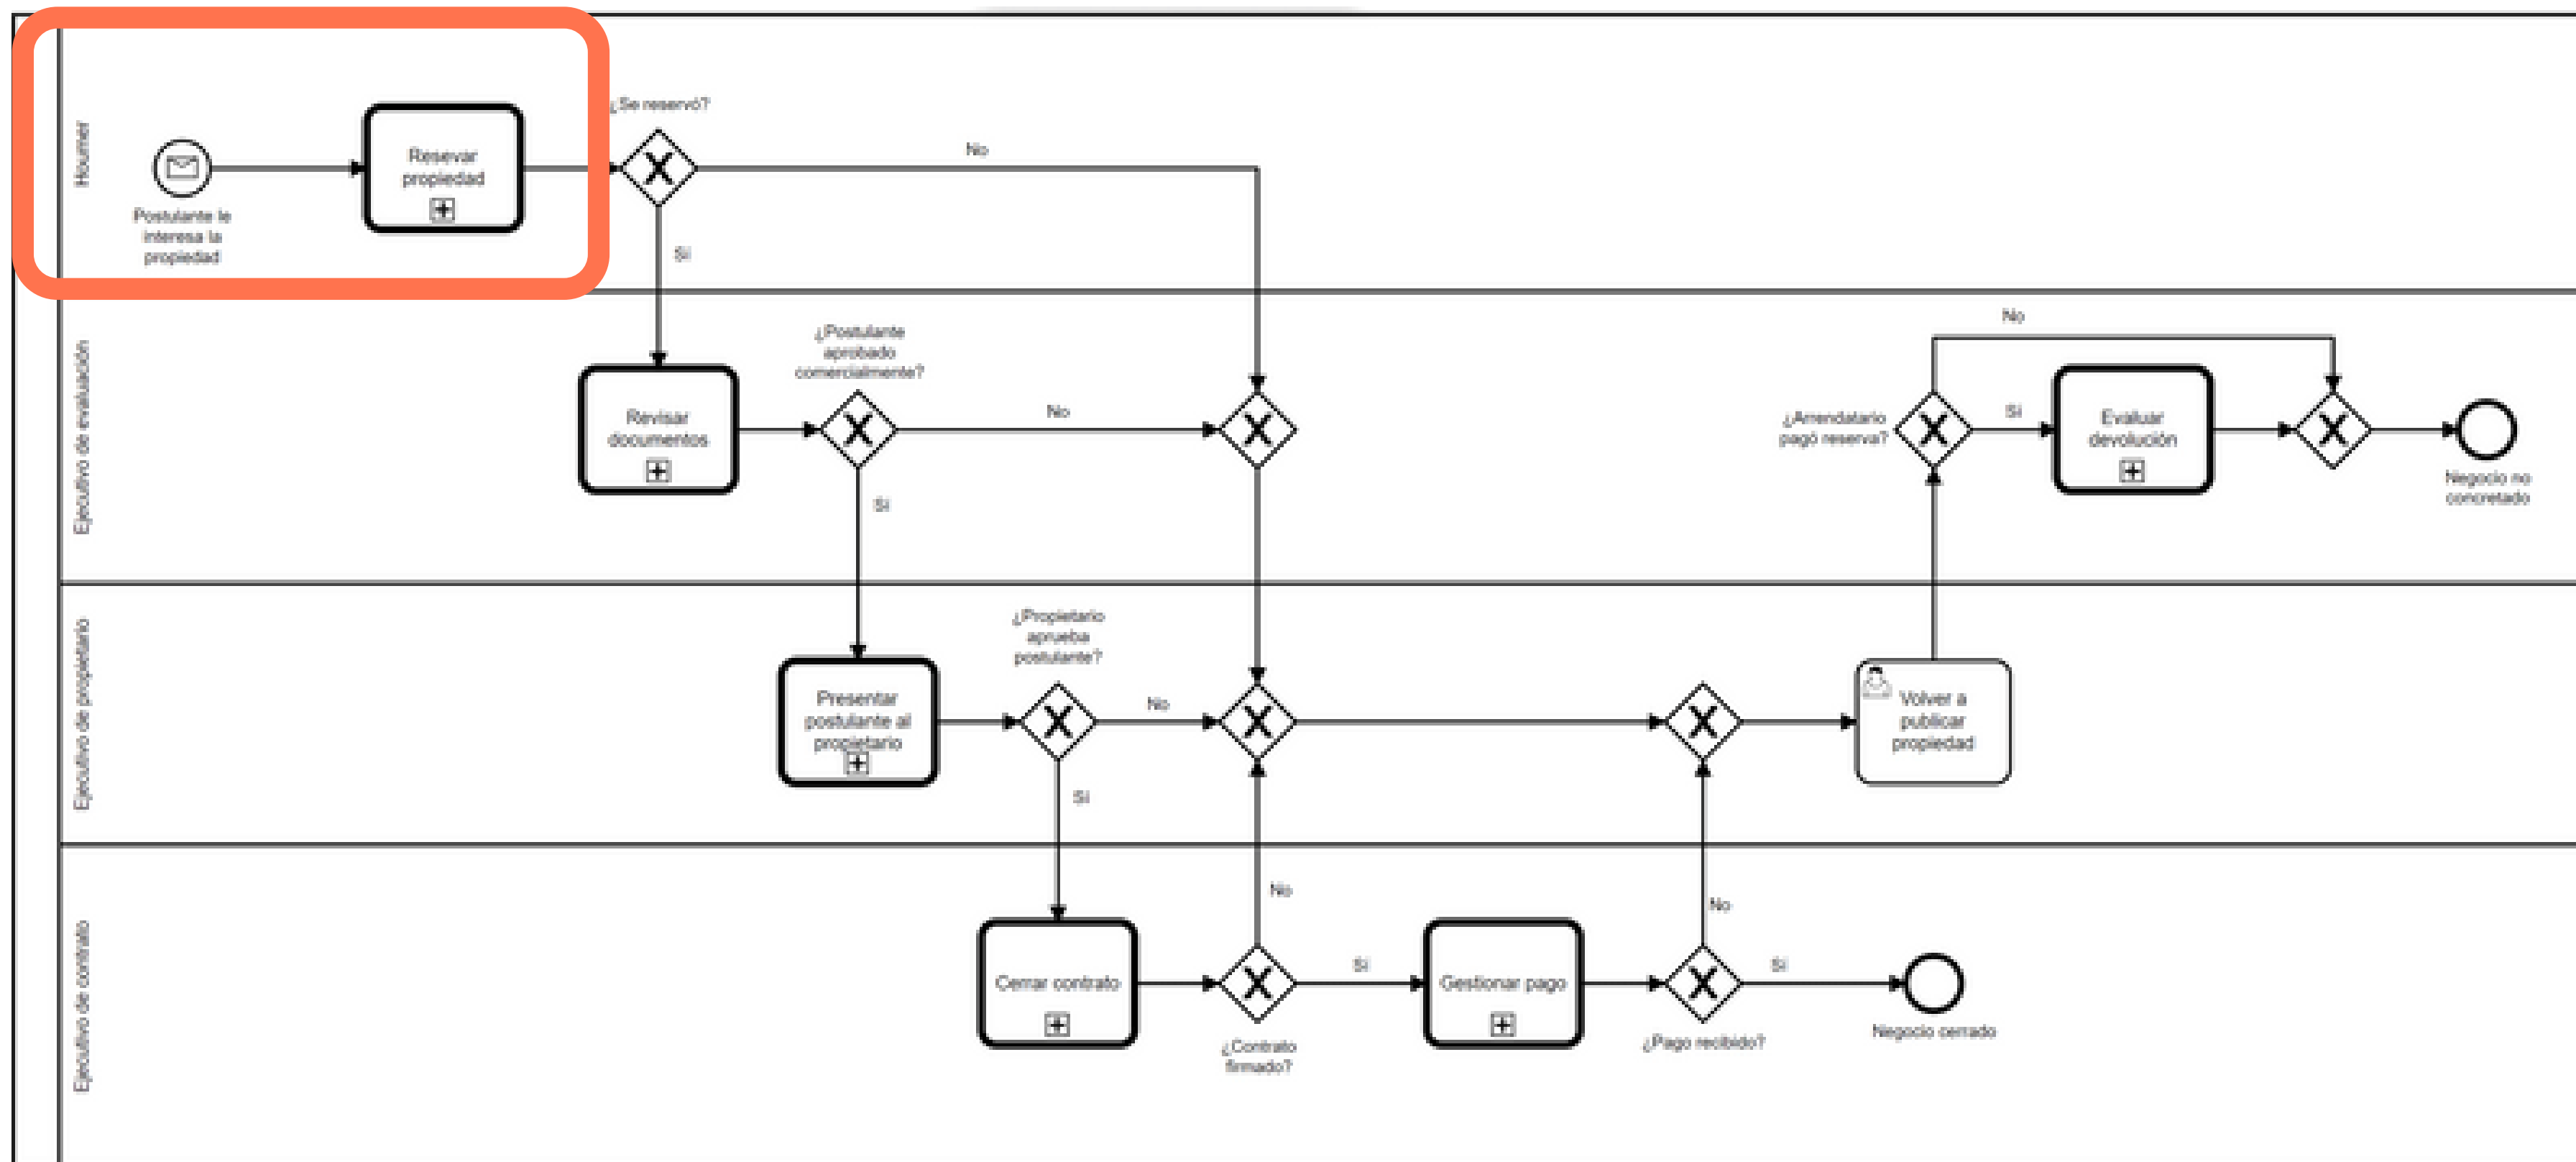 Houmer
Postulante le
interesa la
propiedad
Resevar
propiedad
¿Se reservó?
No
Sí
Ejecutivo de evaluación
Revisar
documentos
¿Postulante
aprobado
comercialmente?
No
Sí
¿Arrendatario
pagó reserva?
No
Sí
Evaluar
devolución
Negocio no
concretado
Ejecutivo de propietario
Presentar
postulante al
propietario
¿Propietario
aprueba
postulante?
No
Sí
Volver a
publicar
propiedad
Ejecutivo de contrato
Cerrar contrato
¿Contrato
firmado?
No
Sí
Gestionar pago
¿Pago recibido?
No
Sí
Negocio cerrado